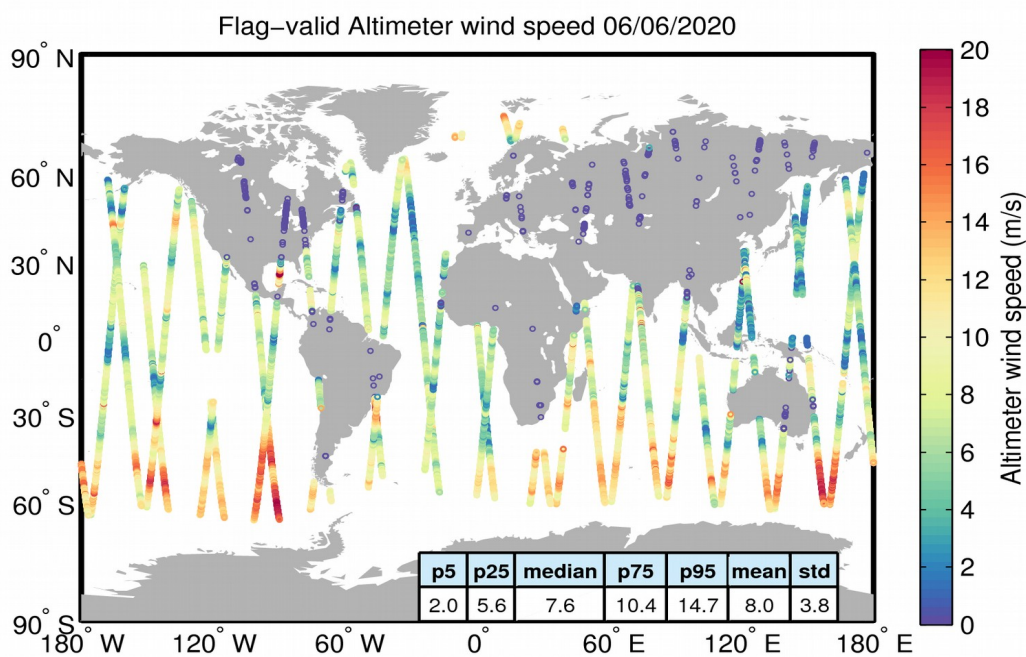 Flag−valid Altimeter wind speed 06/06/2020
90° N
60° N
30° N
0°
30° S
60° S
90° S
180° W
120° W
60° W
0°
60° E
120° E
180° E
p5 p25 median p75 p95 mean std
2.0 5.6 7.6 10.4 14.7 8.0 3.8
20
18
16
14
12
10
8
6
4
2
0
Altimeter wind speed (m/s)